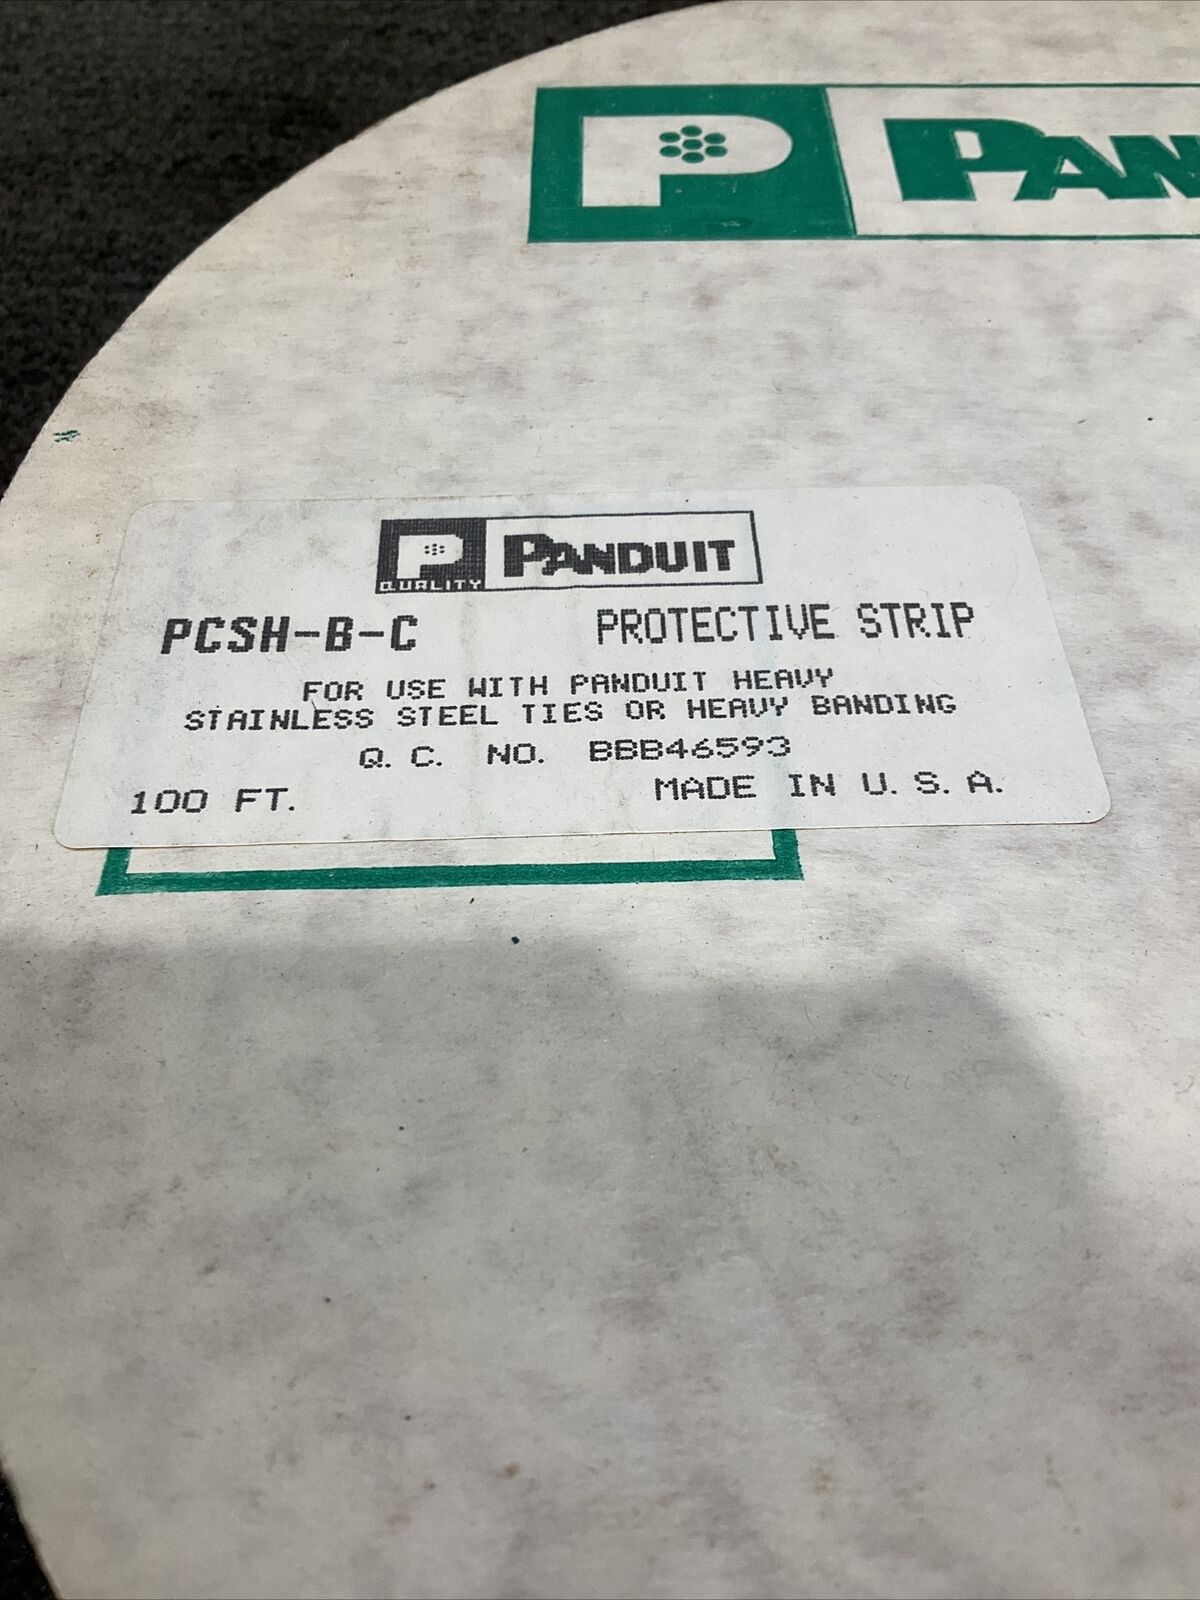 P PAN
P QUALITY PANDUIT
PCSH-B-C PROTECTIVE STRIP
FOR USE WITH PANDUIT HEAVY
STAINLESS STEEL TIES OR HEAVY BANDING
Q. C. NO. BBB46593
100 FT. MADE IN U. S. A.